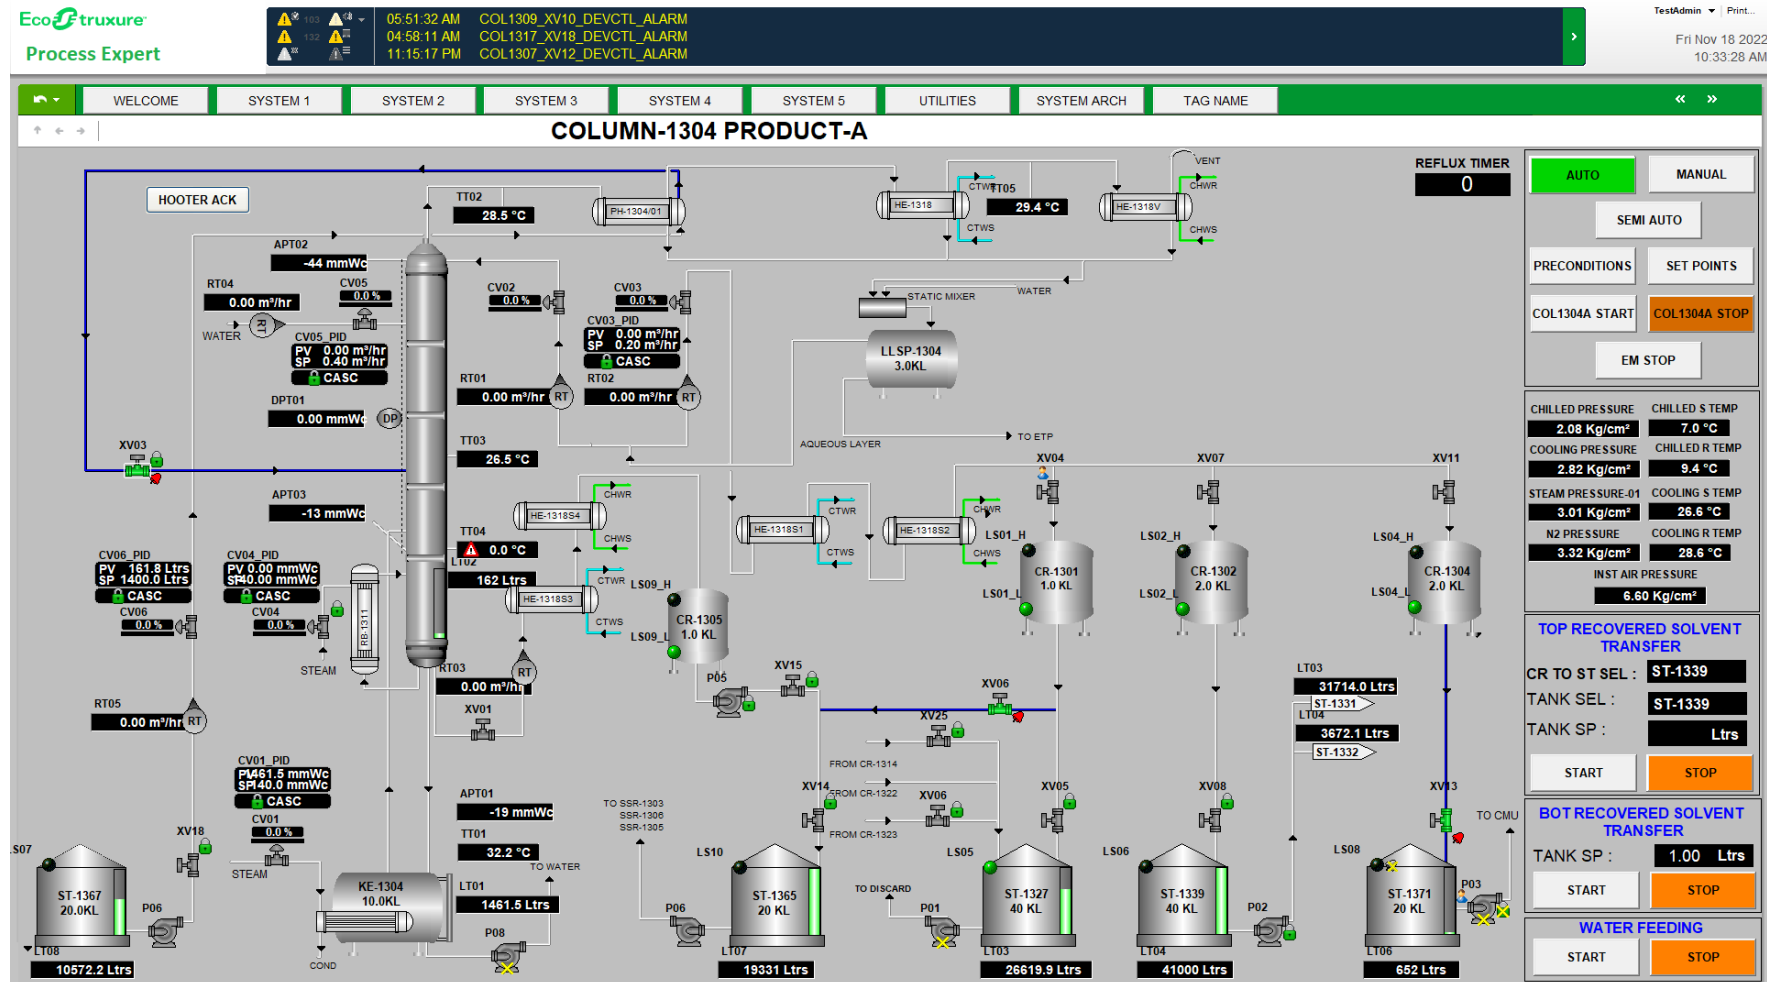 EcoStruxure
Process Expert
103
132
05:51:32 AM COL1309_XV10_DEVCTL_ALARM
04:58:11 AM COL1317_XV18_DEVCTL_ALARM
11:15:17 PM COL1307_XV12_DEVCTL_ALARM
TestAdmin Print...
Fri Nov 18 2022
10:33:28 AM
WELCOME SYSTEM 1 SYSTEM 2 SYSTEM 3 SYSTEM 4 SYSTEM 5 UTILITIES SYSTEM ARCH TAG NAME
COLUMN-1304 PRODUCT-A
HOOTER ACK
TT02
28.5 °C
PH-1304/01
HE-1318
CTWR
CTWS
TT05
29.4 °C
HE-1318V
VENT
CHWR
CHWS
REFLUX TIMER
0
APT02
-44 mmWc
RT04
0.00 m³/hr
WATER
RT
CV05
0.0 %
CV05_PID
PV 0.00 m³/hr
SP 0.40 m³/hr
CASC
CV02
0.0 %
CV03
0.0 %
CV03_PID
PV 0.00 m³/hr
SP 0.20 m³/hr
CASC
STATIC MIXER
WATER
LLSP-1304
3.0KL
RT01
0.00 m³/hr
RT
RT02
0.00 m³/hr
RT
DPT01
0.00 mmWc
DP
AQUEOUS LAYER
TO ETP
XV03
TT03
26.5 °C
APT03
-13 mmWc
TT04
0.0 °C
LT02
162 Ltrs
HE-1318S4
CHWR
CHWS
HE-1318S3
CTWR
CTWS
HE-1318S1
CTWR
CTWS
HE-1318S2
CHWR
CHWS
XV04
XV07
XV11
LS01_H
CR-1301
1.0 KL
LS01_L
LS02_H
CR-1302
2.0 KL
LS02_L
LS04_H
CR-1304
2.0 KL
LS04_L
LS09_H
CR-1305
1.0 KL
LS09_L
CV06_PID
PV 161.8 Ltrs
SP 1400.0 Ltrs
CASC
CV06
0.0 %
CV04_PID
PV 0.00 mmWc
CASC
CV04
0.0 %
STEAM
RB-1311
RT03
0.00 m³/hr
RT
XV01
RT05
0.00 m³/hr
RT
P05
XV15
XV06
XV25
FROM CR-1314
FROM CR-1322
FROM CR-1323
XV06
XV14
XV05
XV08
XV13
LT03
31714.0 Ltrs
ST-1331
LT04
3672.1 Ltrs
ST-1332
CV01_PID
CASC
CV01
0.0 %
STEAM
APT01
-19 mmWc
TT01
32.2 °C
TO WATER
LT01
1461.5 Ltrs
KE-1304
10.0KL
COND
P08
TO SSR-1303
SSR-1306
SSR-1305
TO DISCARD
TO CMU
XV18
ST-1367
20.0KL
P06
LT08
10572.2 Ltrs
P06
LS10
ST-1365
20 KL
LT07
19331 Ltrs
P01
LS05
ST-1327
40 KL
LT03
26619.9 Ltrs
LS06
ST-1339
40 KL
LT04
41000 Ltrs
P02
LS08
ST-1371
20 KL
LT06
652 Ltrs
P03
AUTO MANUAL
SEMI AUTO
PRECONDITIONS SET POINTS
COL1304A START COL1304A STOP
EM STOP
CHILLED PRESSURE CHILLED S TEMP
2.08 Kg/cm² 7.0 °C
COOLING PRESSURE CHILLED R TEMP
2.82 Kg/cm² 9.4 °C
STEAM PRESSURE-01 COOLING S TEMP
3.01 Kg/cm² 26.6 °C
N2 PRESSURE COOLING R TEMP
3.32 Kg/cm² 28.6 °C
INST AIR PRESSURE
6.60 Kg/cm²
TOP RECOVERED SOLVENT
TRANSFER
CR TO ST SEL : ST-1339
TANK SEL : ST-1339
TANK SP : Ltrs
START STOP
BOT RECOVERED SOLVENT
TRANSFER
TANK SP : 1.00 Ltrs
START STOP
WATER FEEDING
START STOP